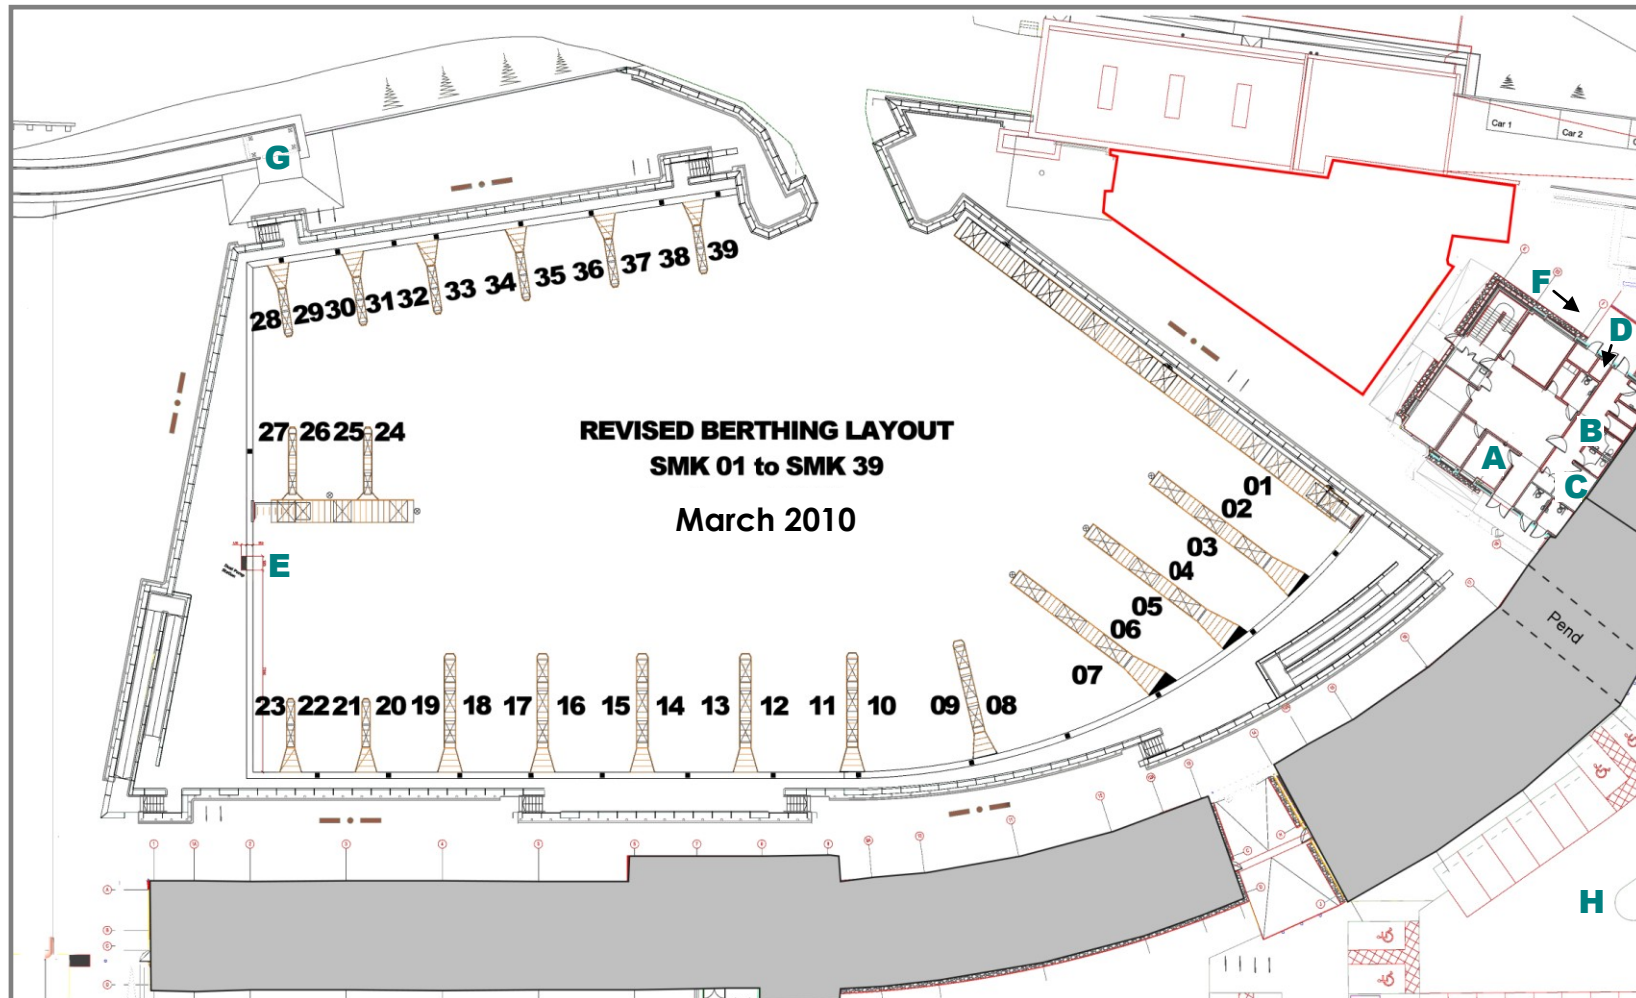 Car 1
Car 2
G
F
D
B
A
C
E
H
28 29 30 31 32 33 34 35 36 37 38 39
27 26 25 24
REVISED BERTHING LAYOUT
SMK 01 to SMK 39
March 2010
01
02
03
04
05
06
07
23 22 21 20 19 18 17 16 15 14 13 12 11 10 09 08
Pend